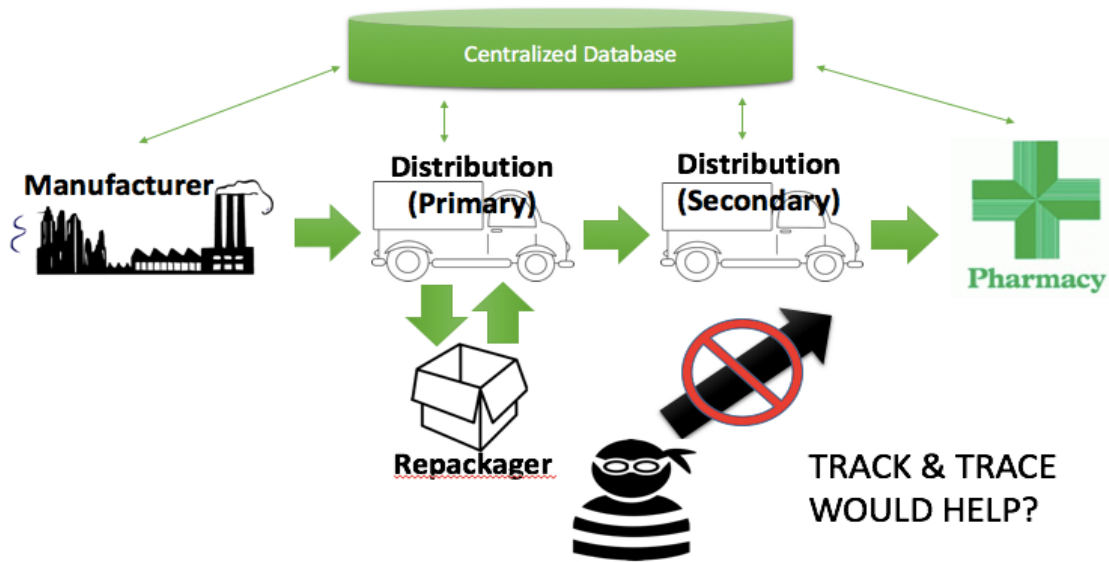 Centralized Database
Manufacturer
Distribution
(Primary)
Distribution
(Secondary)
Pharmacy
Repackager
TRACK & TRACE
WOULD HELP?